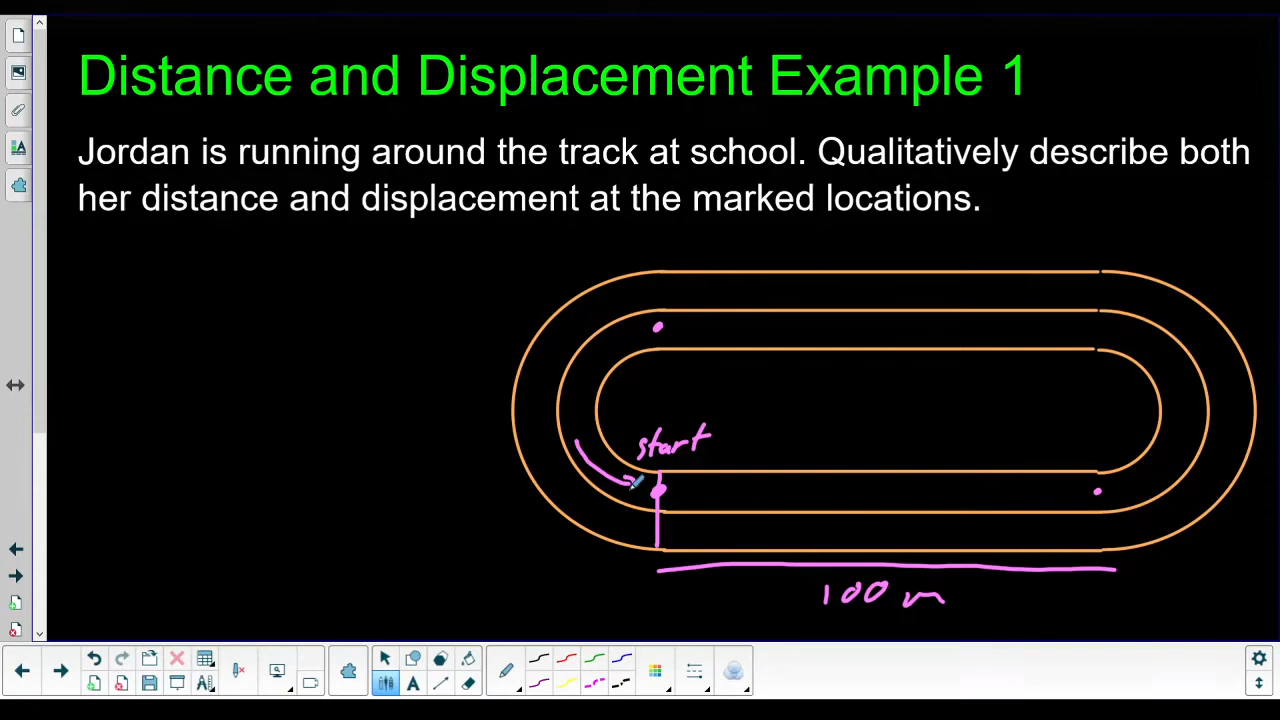 Distance and Displacement Example 1
Jordan is running around the track at school. Qualitatively describe both
her distance and displacement at the marked locations.
start
100 m